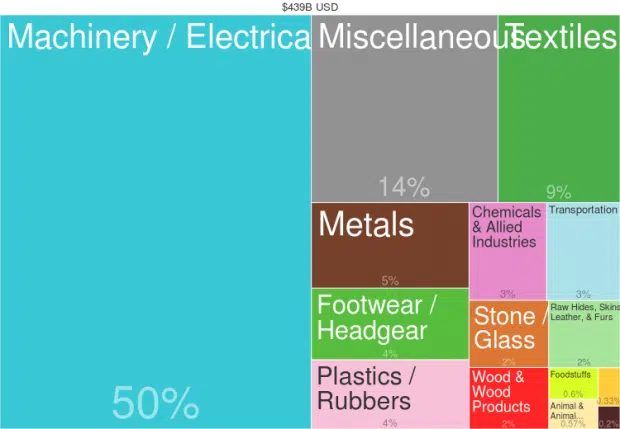 $439B USD
Machinery / Electrica
50%
Miscellaneous
14%
Textiles
9%
Metals
5%
Footwear /
Headgear
4%
Plastics /
Rubbers
4%
Chemicals
& Allied
Industries
3%
Transportation
3%
Stone /
Glass
2%
Raw Hides, Skins
Leather, & Furs
2%
Wood &
Wood
Products
2%
Foodstuffs
0.6%
0.33%
Animal &
Animal...
0.57%
0.2%